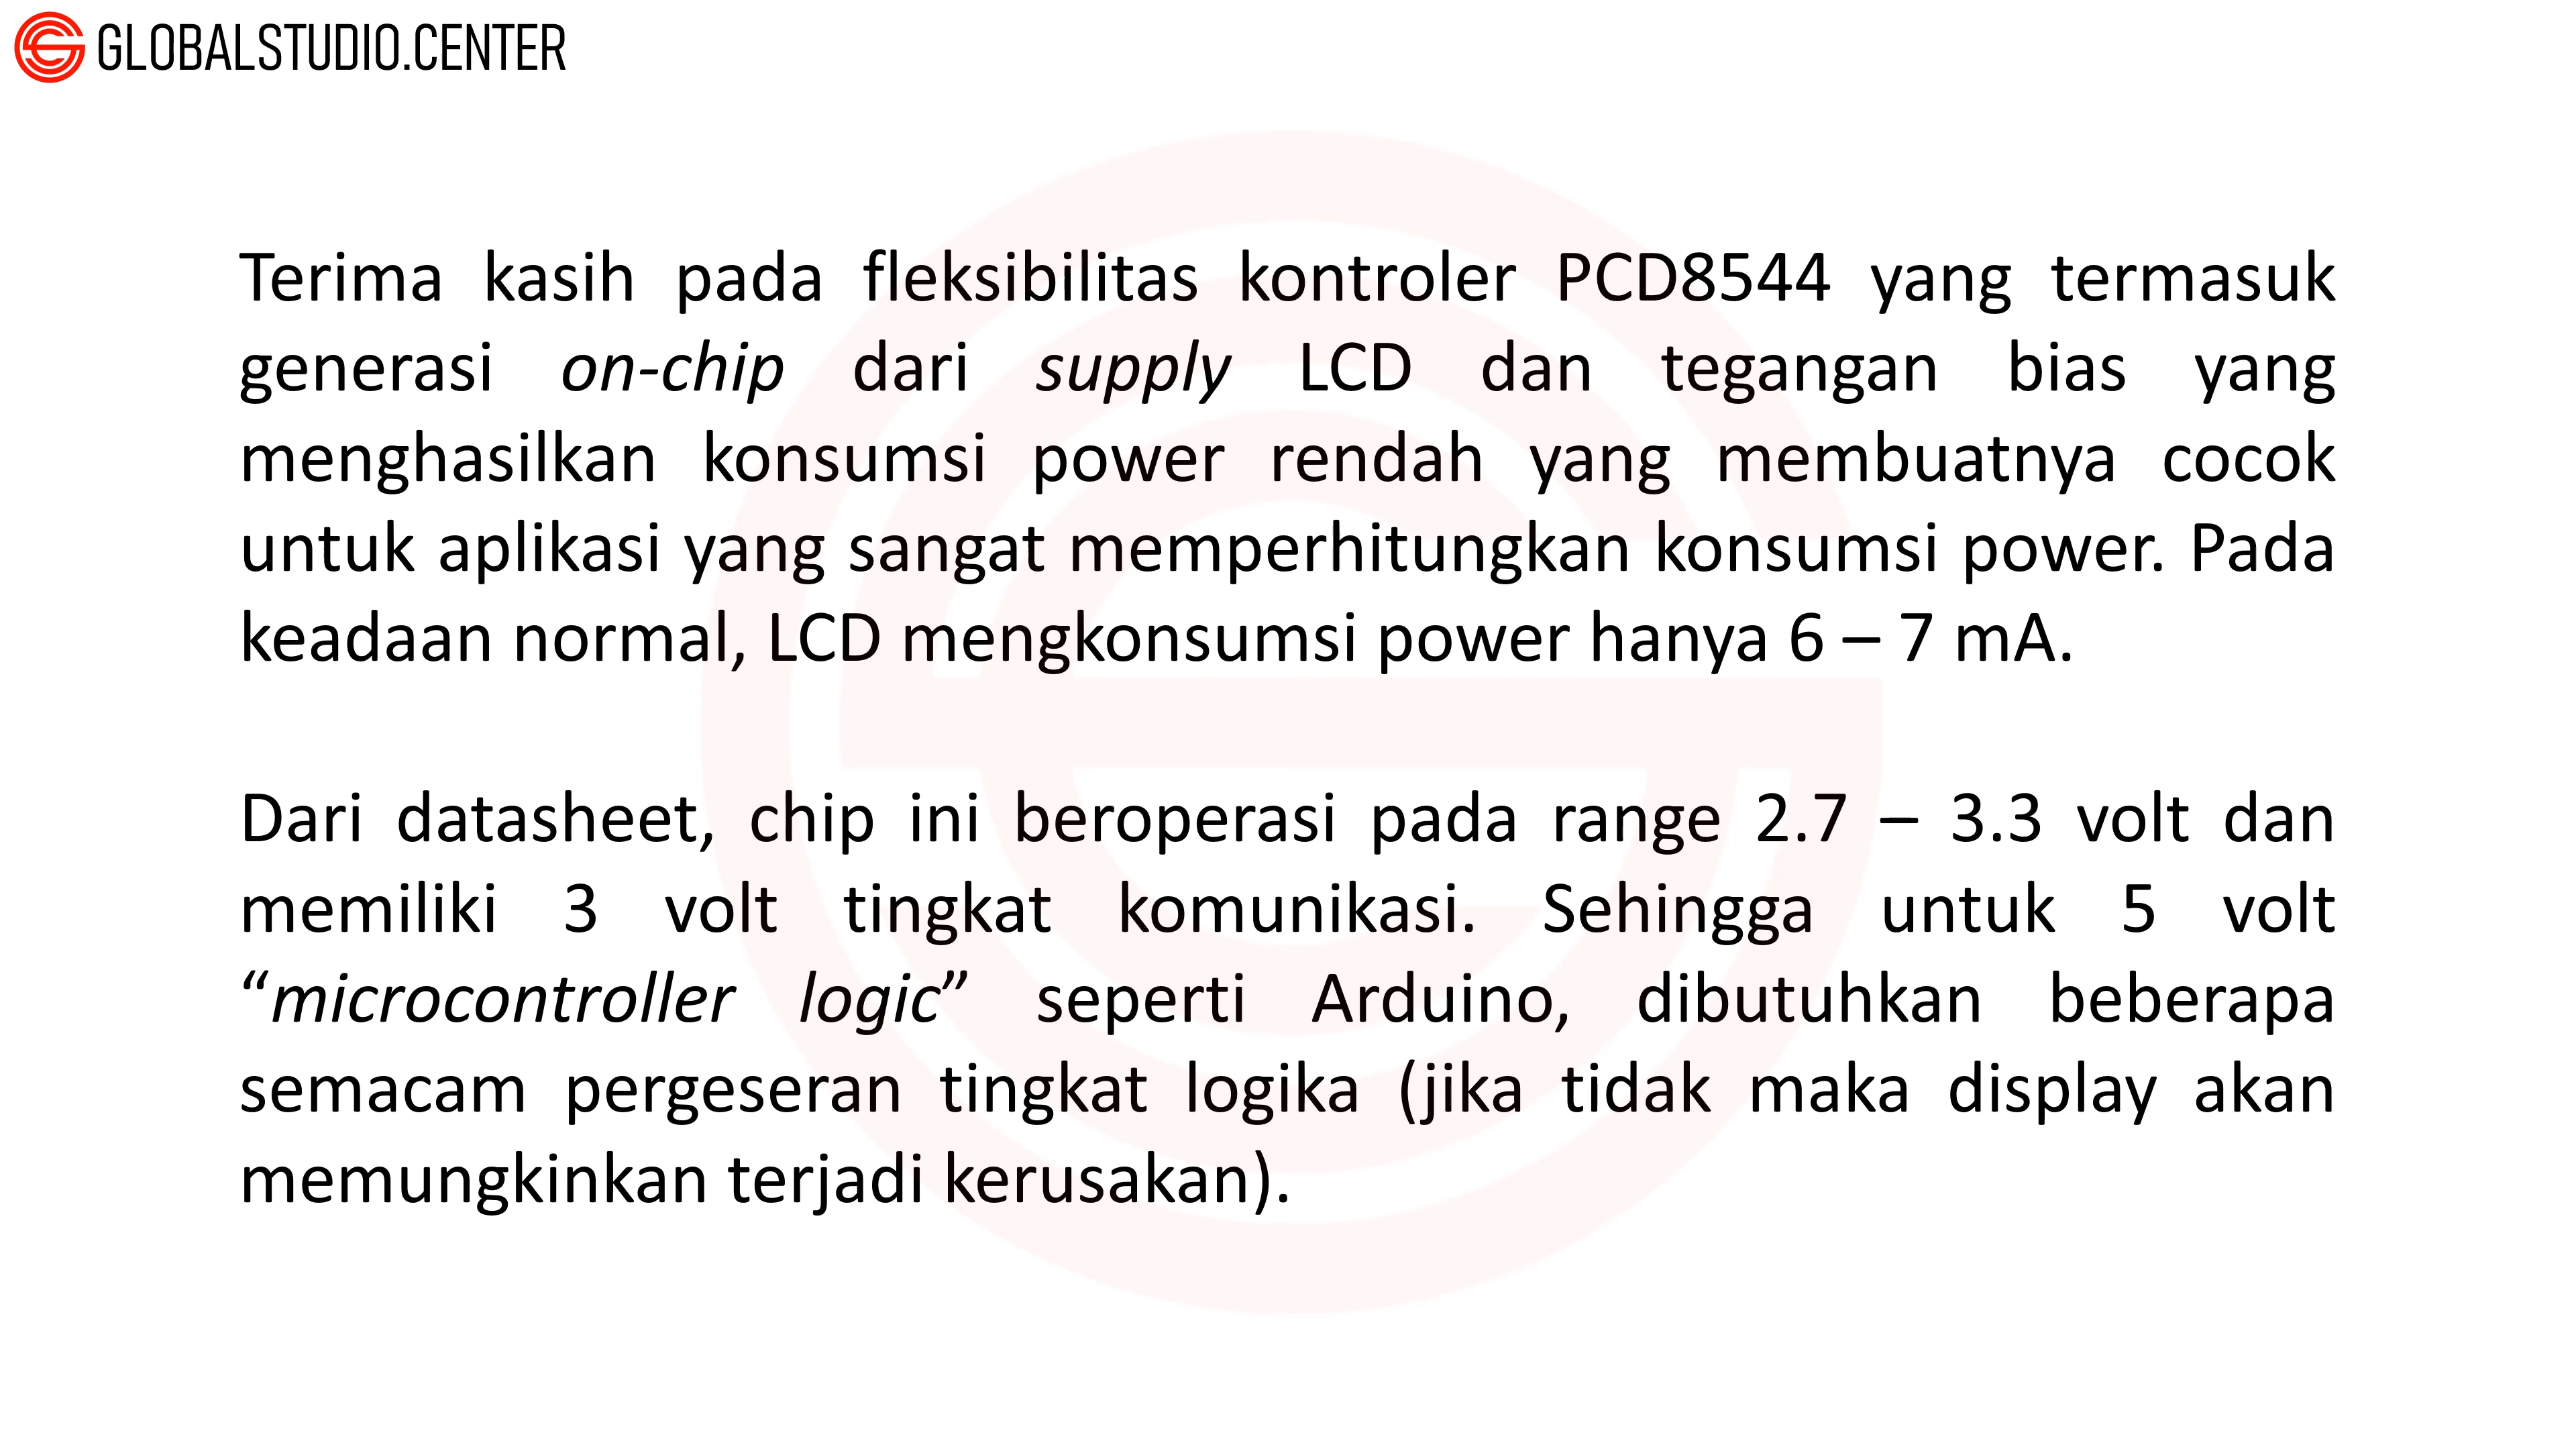 GLOBALSTUDIO.CENTER
Terima kasih pada fleksibilitas kontroler PCD8544 yang termasuk
generasi on-chip dari supply LCD dan tegangan bias yang
menghasilkan konsumsi power rendah yang membuatnya cocok
untuk aplikasi yang sangat memperhitungkan konsumsi power. Pada
keadaan normal, LCD mengkonsumsi power hanya 6 – 7 mA.
Dari datasheet, chip ini beroperasi pada range 2.7 – 3.3 volt dan
memiliki 3 volt tingkat komunikasi. Sehingga untuk 5 volt
“microcontroller logic” seperti Arduino, dibutuhkan beberapa
semacam pergeseran tingkat logika (jika tidak maka display akan
memungkinkan terjadi kerusakan).